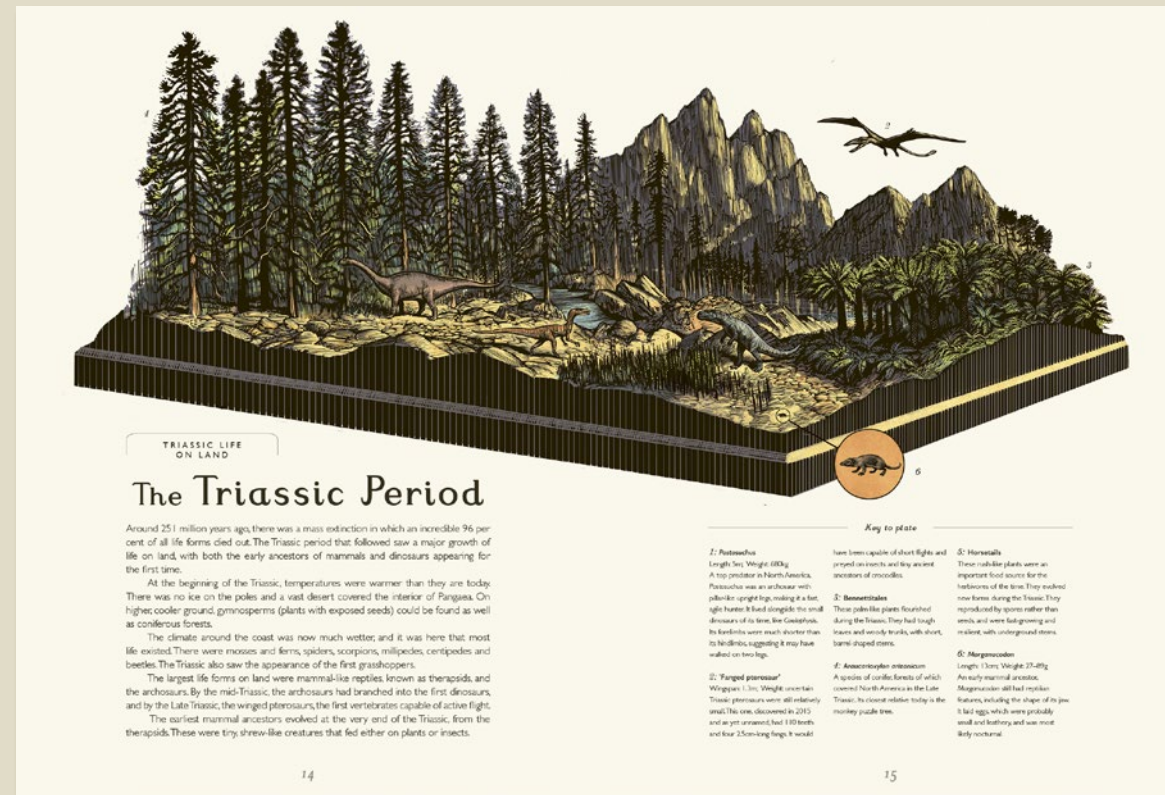 4
2
3
6
TRIASSIC LIFE
ON LAND
The Triassic Period
Around 251 million years ago, there was a mass extinction in which an incredible 96 per
cent of all life forms died out. The Triassic period that followed saw a major growth of
life on land, with both the early ancestors of mammals and dinosaurs appearing for
the first time.
At the beginning of the Triassic, temperatures were warmer than they are today.
There was no ice on the poles and a vast desert covered the interior of Pangaea. On
higher, cooler ground, gymnosperms (plants with exposed seeds) could be found as well
as coniferous forests.
The climate around the coast was now much wetter, and it was here that most
life existed. There were mosses and ferns, spiders, scorpions, millipedes, centipedes and
beetles. The Triassic also saw the appearance of the first grasshoppers.
The largest life forms on land were mammal-like reptiles, known as therapsids, and
the archosaurs. By the mid-Triassic, the archosaurs had branched into the first dinosaurs,
and by the Late Triassic, the winged pterosaurs, the first vertebrates capable of active flight.
The earliest mammal ancestors evolved at the very end of the Triassic, from the
therapsids. These were tiny, shrew-like creatures that fed either on plants or insects.
14
Key to plate
1: Postosuchus
Length: 5m; Weight: 680kg
A top predator in North America,
Postosuchus was an archosaur with
pillar-like upright legs, making it a fast,
agile hunter. It lived alongside the small
dinosaurs of its time, like Coelophysis.
Its forelimbs were much shorter than
its hindlimbs, suggesting it may have
walked on two legs.
2: 'Fanged pterosaur'
Wingspan: 1.3m; Weight: uncertain
Triassic pterosaurs were still relatively
small. This one, discovered in 2015
and as yet unnamed, had 110 teeth
and four 2.5cm-long fangs. It would
have been capable of short flights and
preyed on insects and tiny ancient
ancestors of crocodiles.
3: Bennettitales
These palm-like plants flourished
during the Triassic. They had tough
leaves and woody trunks, with short,
barrel-shaped stems.
4: Araucarioxylon arizonicum
A species of conifer, forests of which
covered North America in the Late
Triassic. Its closest relative today is the
monkey puzzle tree.
5: Horsetails
These rush-like plants were an
important food source for the
herbivores of the time. They evolved
new forms during the Triassic. They
reproduced by spores rather than
seeds, and were fast-growing and
resilient, with underground stems.
6: Morganucodon
Length: 13cm; Weight: 27–89g
An early mammal ancestor,
Morganucodon still had reptilian
features, including the shape of its jaw.
It laid eggs, which were probably
small and leathery, and was most
likely nocturnal.
15